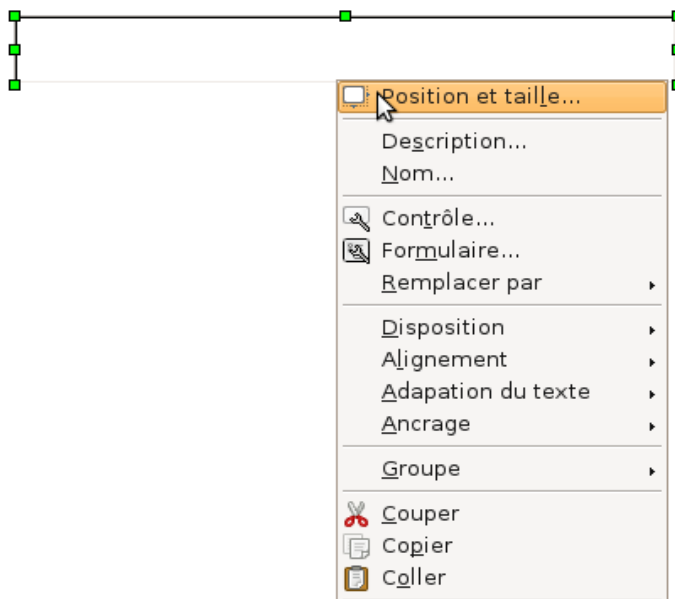 Position et taille...
Description...
Nom...
Contrôle...
Formulaire...
Remplacer par
Disposition
Alignement
Adapation du texte
Ancrage
Groupe
Couper
Copier
Coller